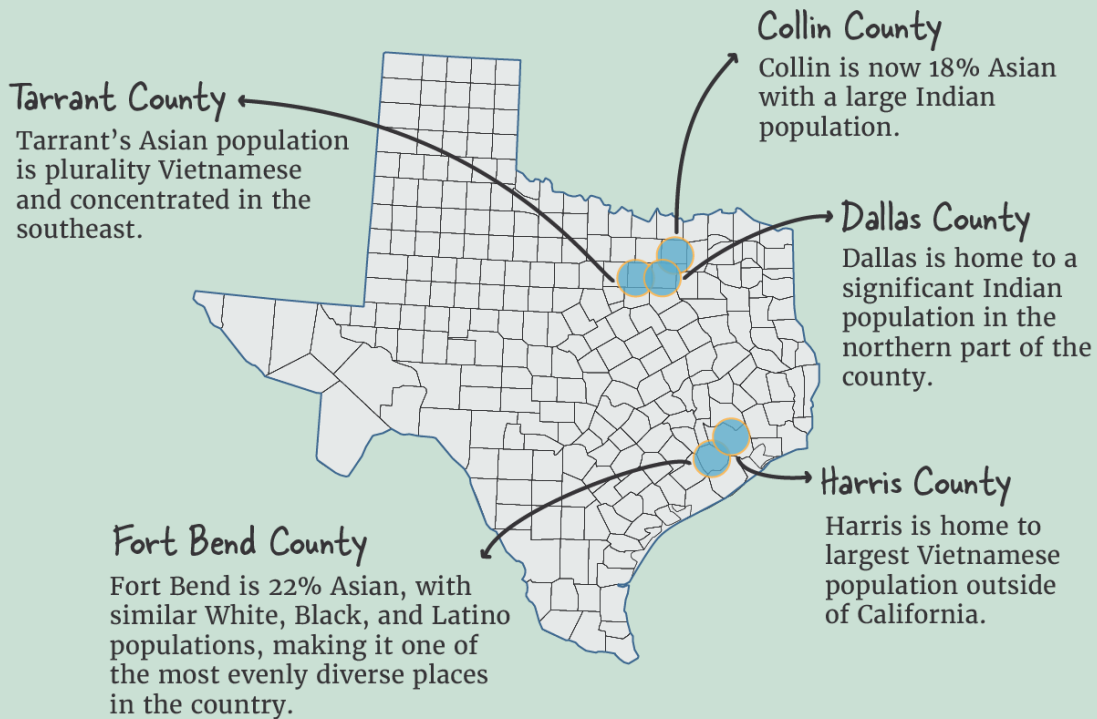 Collin County
Collin is now 18% Asian
with a large Indian
population.
Tarrant County
Tarrant's Asian population
is plurality Vietnamese
and concentrated in the
southeast.
Dallas County
Dallas is home to a
significant Indian
population in the
northern part of the
county.
Harris County
Harris is home to
largest Vietnamese
population outside
of California.
Fort Bend County
Fort Bend is 22% Asian, with
similar White, Black, and Latino
populations, making it one of
the most evenly diverse places
in the country.